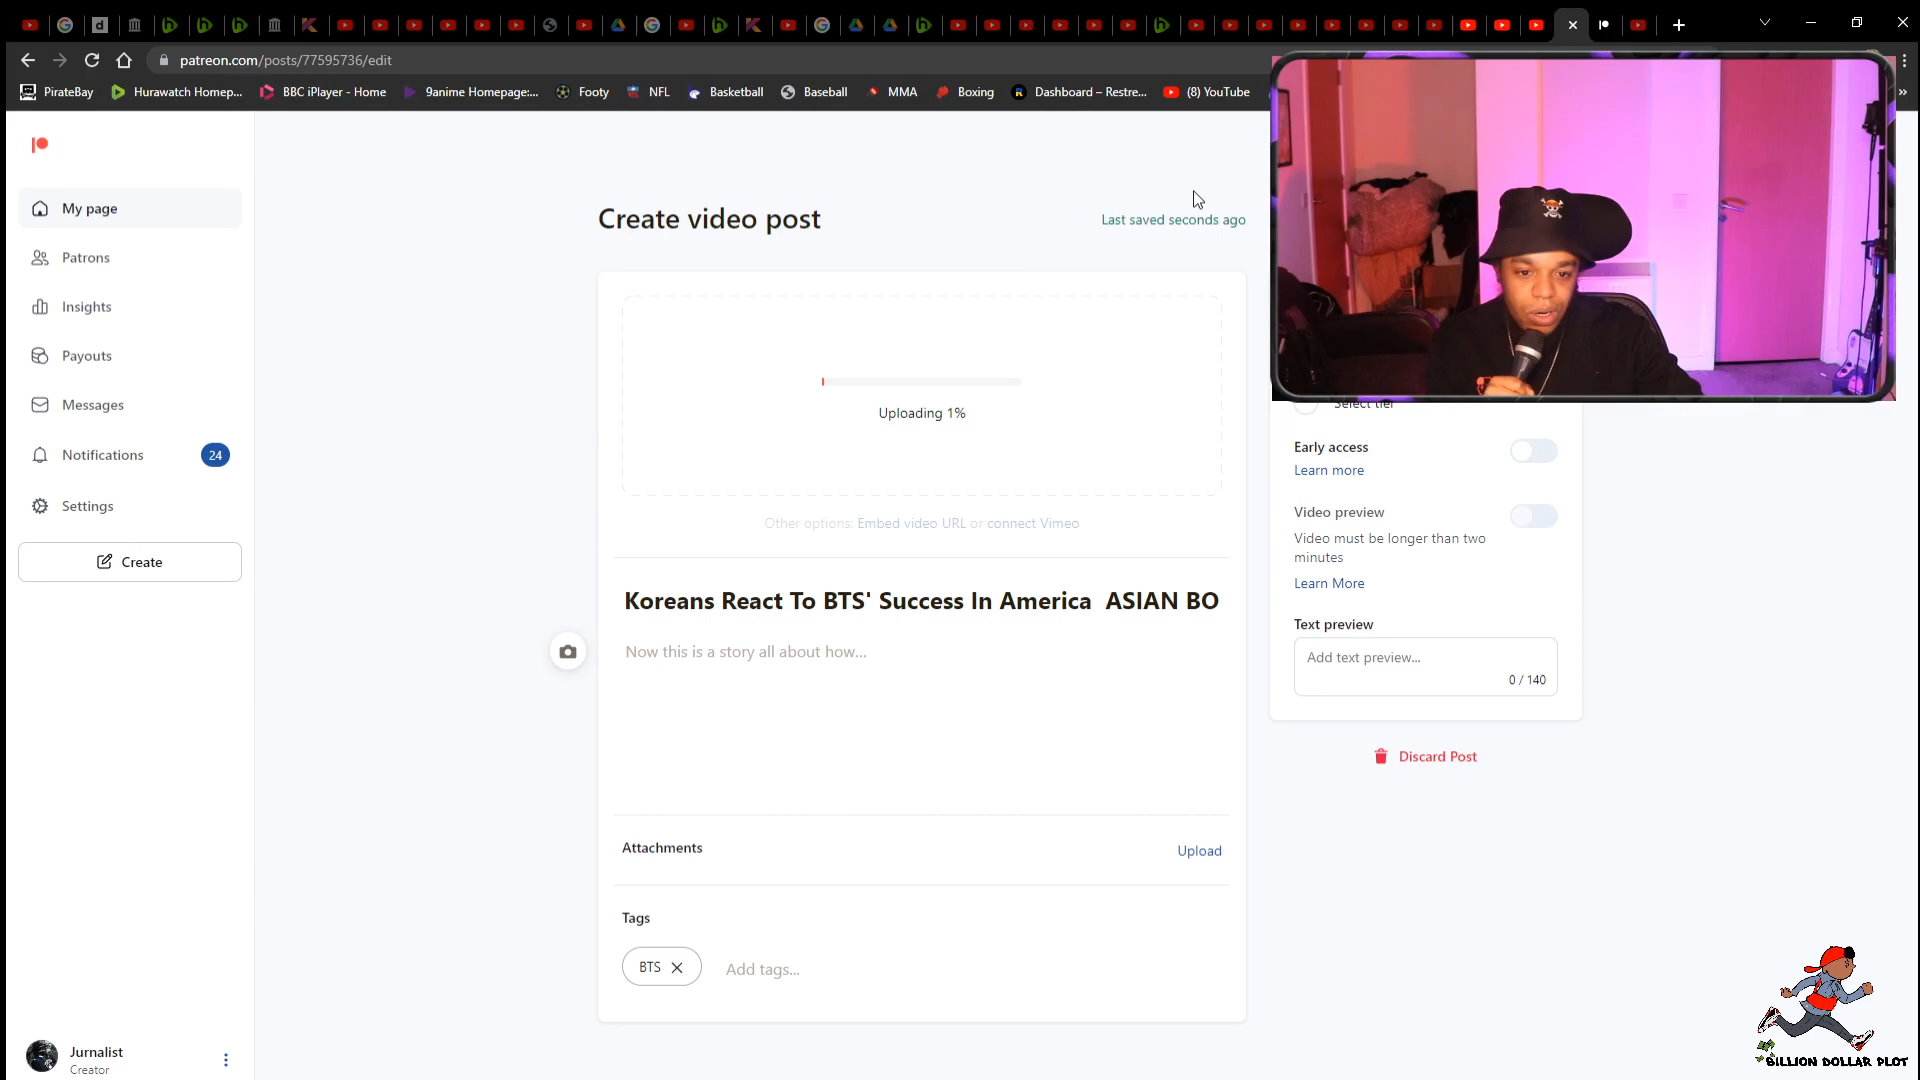 patreon.com/posts/77595736/edit
PirateBay
Hurawatch Homep...
BBC iPlayer - Home
9anime Homepage:...
Footy
NFL
Basketball
Baseball
MMA
Boxing
Dashboard – Restre...
(8) YouTube
»
My page
Patrons
Insights
Payouts
Messages
Notifications
24
Settings
Create
Jurnalist
Creator
Create video post
Last saved seconds ago
Uploading 1%
Other options: Embed video URL or connect Vimeo
Koreans React To BTS' Success In America ASIAN BO
Now this is a story all about how...
Attachments
Upload
Tags
BTS
Add tags...
Select tier
Early access
Learn more
Video preview
Video must be longer than two
minutes
Learn More
Text preview
Add text preview...
0 / 140
Discard Post
BILLION DOLLAR PLOT